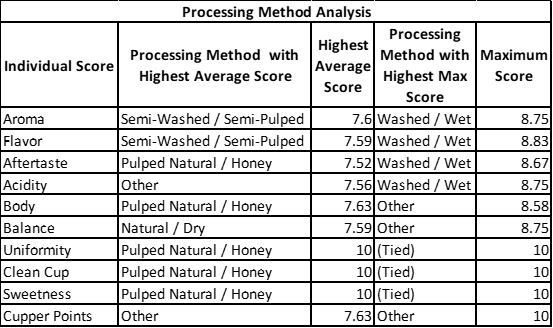 Processing Method Analysis
Individual Score | Processing Method with Highest Average Score | Highest Average Score | Processing Method with Highest Max Score | Maximum Score
Aroma | Semi-Washed / Semi-Pulped | 7.6 | Washed / Wet | 8.75
Flavor | Semi-Washed / Semi-Pulped | 7.59 | Washed / Wet | 8.83
Aftertaste | Pulped Natural / Honey | 7.52 | Washed / Wet | 8.67
Acidity | Other | 7.56 | Washed / Wet | 8.75
Body | Pulped Natural / Honey | 7.63 | Other | 8.58
Balance | Natural / Dry | 7.59 | Other | 8.75
Uniformity | Pulped Natural / Honey | 10 | (Tied) | 10
Clean Cup | Pulped Natural / Honey | 10 | (Tied) | 10
Sweetness | Pulped Natural / Honey | 10 | (Tied) | 10
Cupper Points | Other | 7.63 | Other | 10